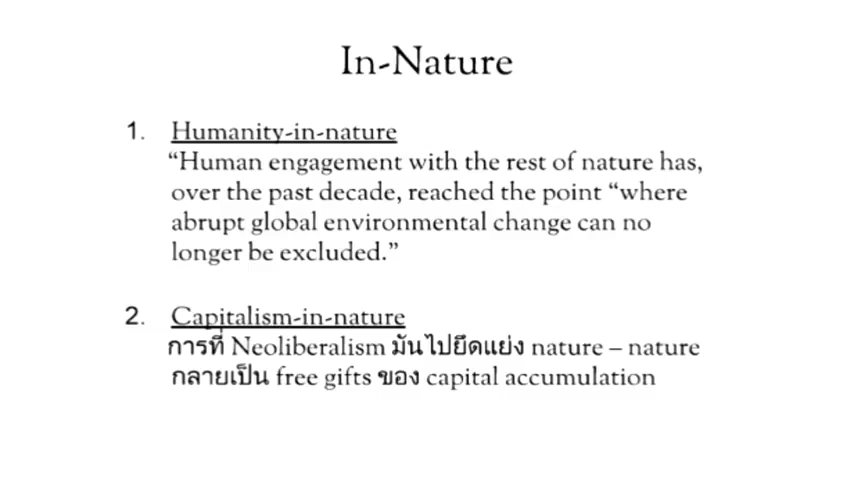 In-Nature
1. Humanity-in-nature
“Human engagement with the rest of nature has,
over the past decade, reached the point “where
abrupt global environmental change can no
longer be excluded.”
2. Capitalism-in-nature
การที่ Neoliberalism มันไปยึดแย่ง nature – nature
กลายเป็น free gifts ของ capital accumulation